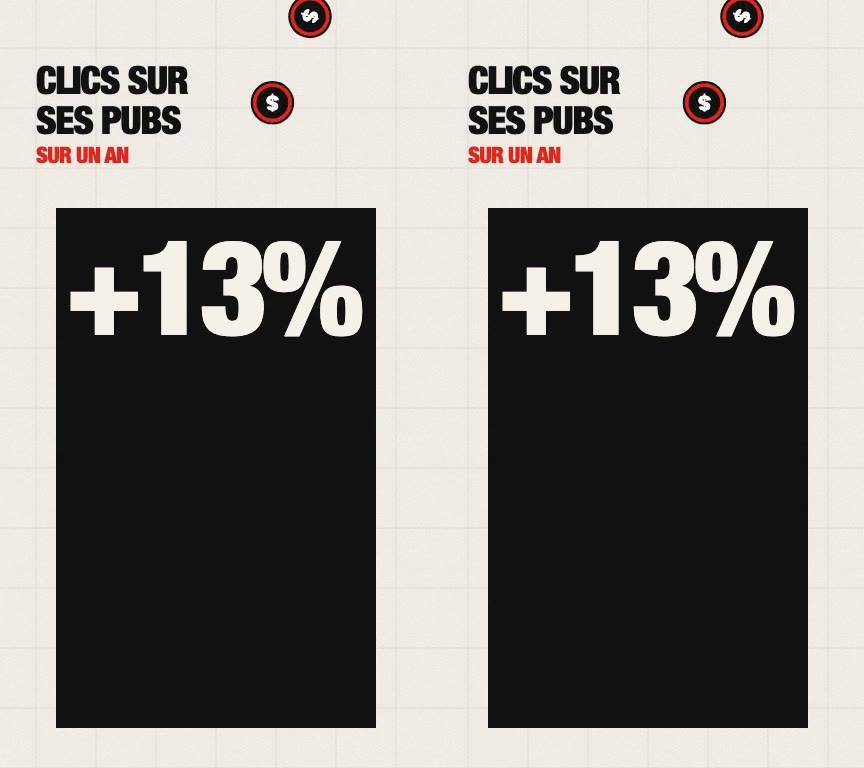 $
CLICS SUR
SES PUBS
$
SUR UN AN
+13%
$
CLICS SUR
SES PUBS
$
SUR UN AN
+13%